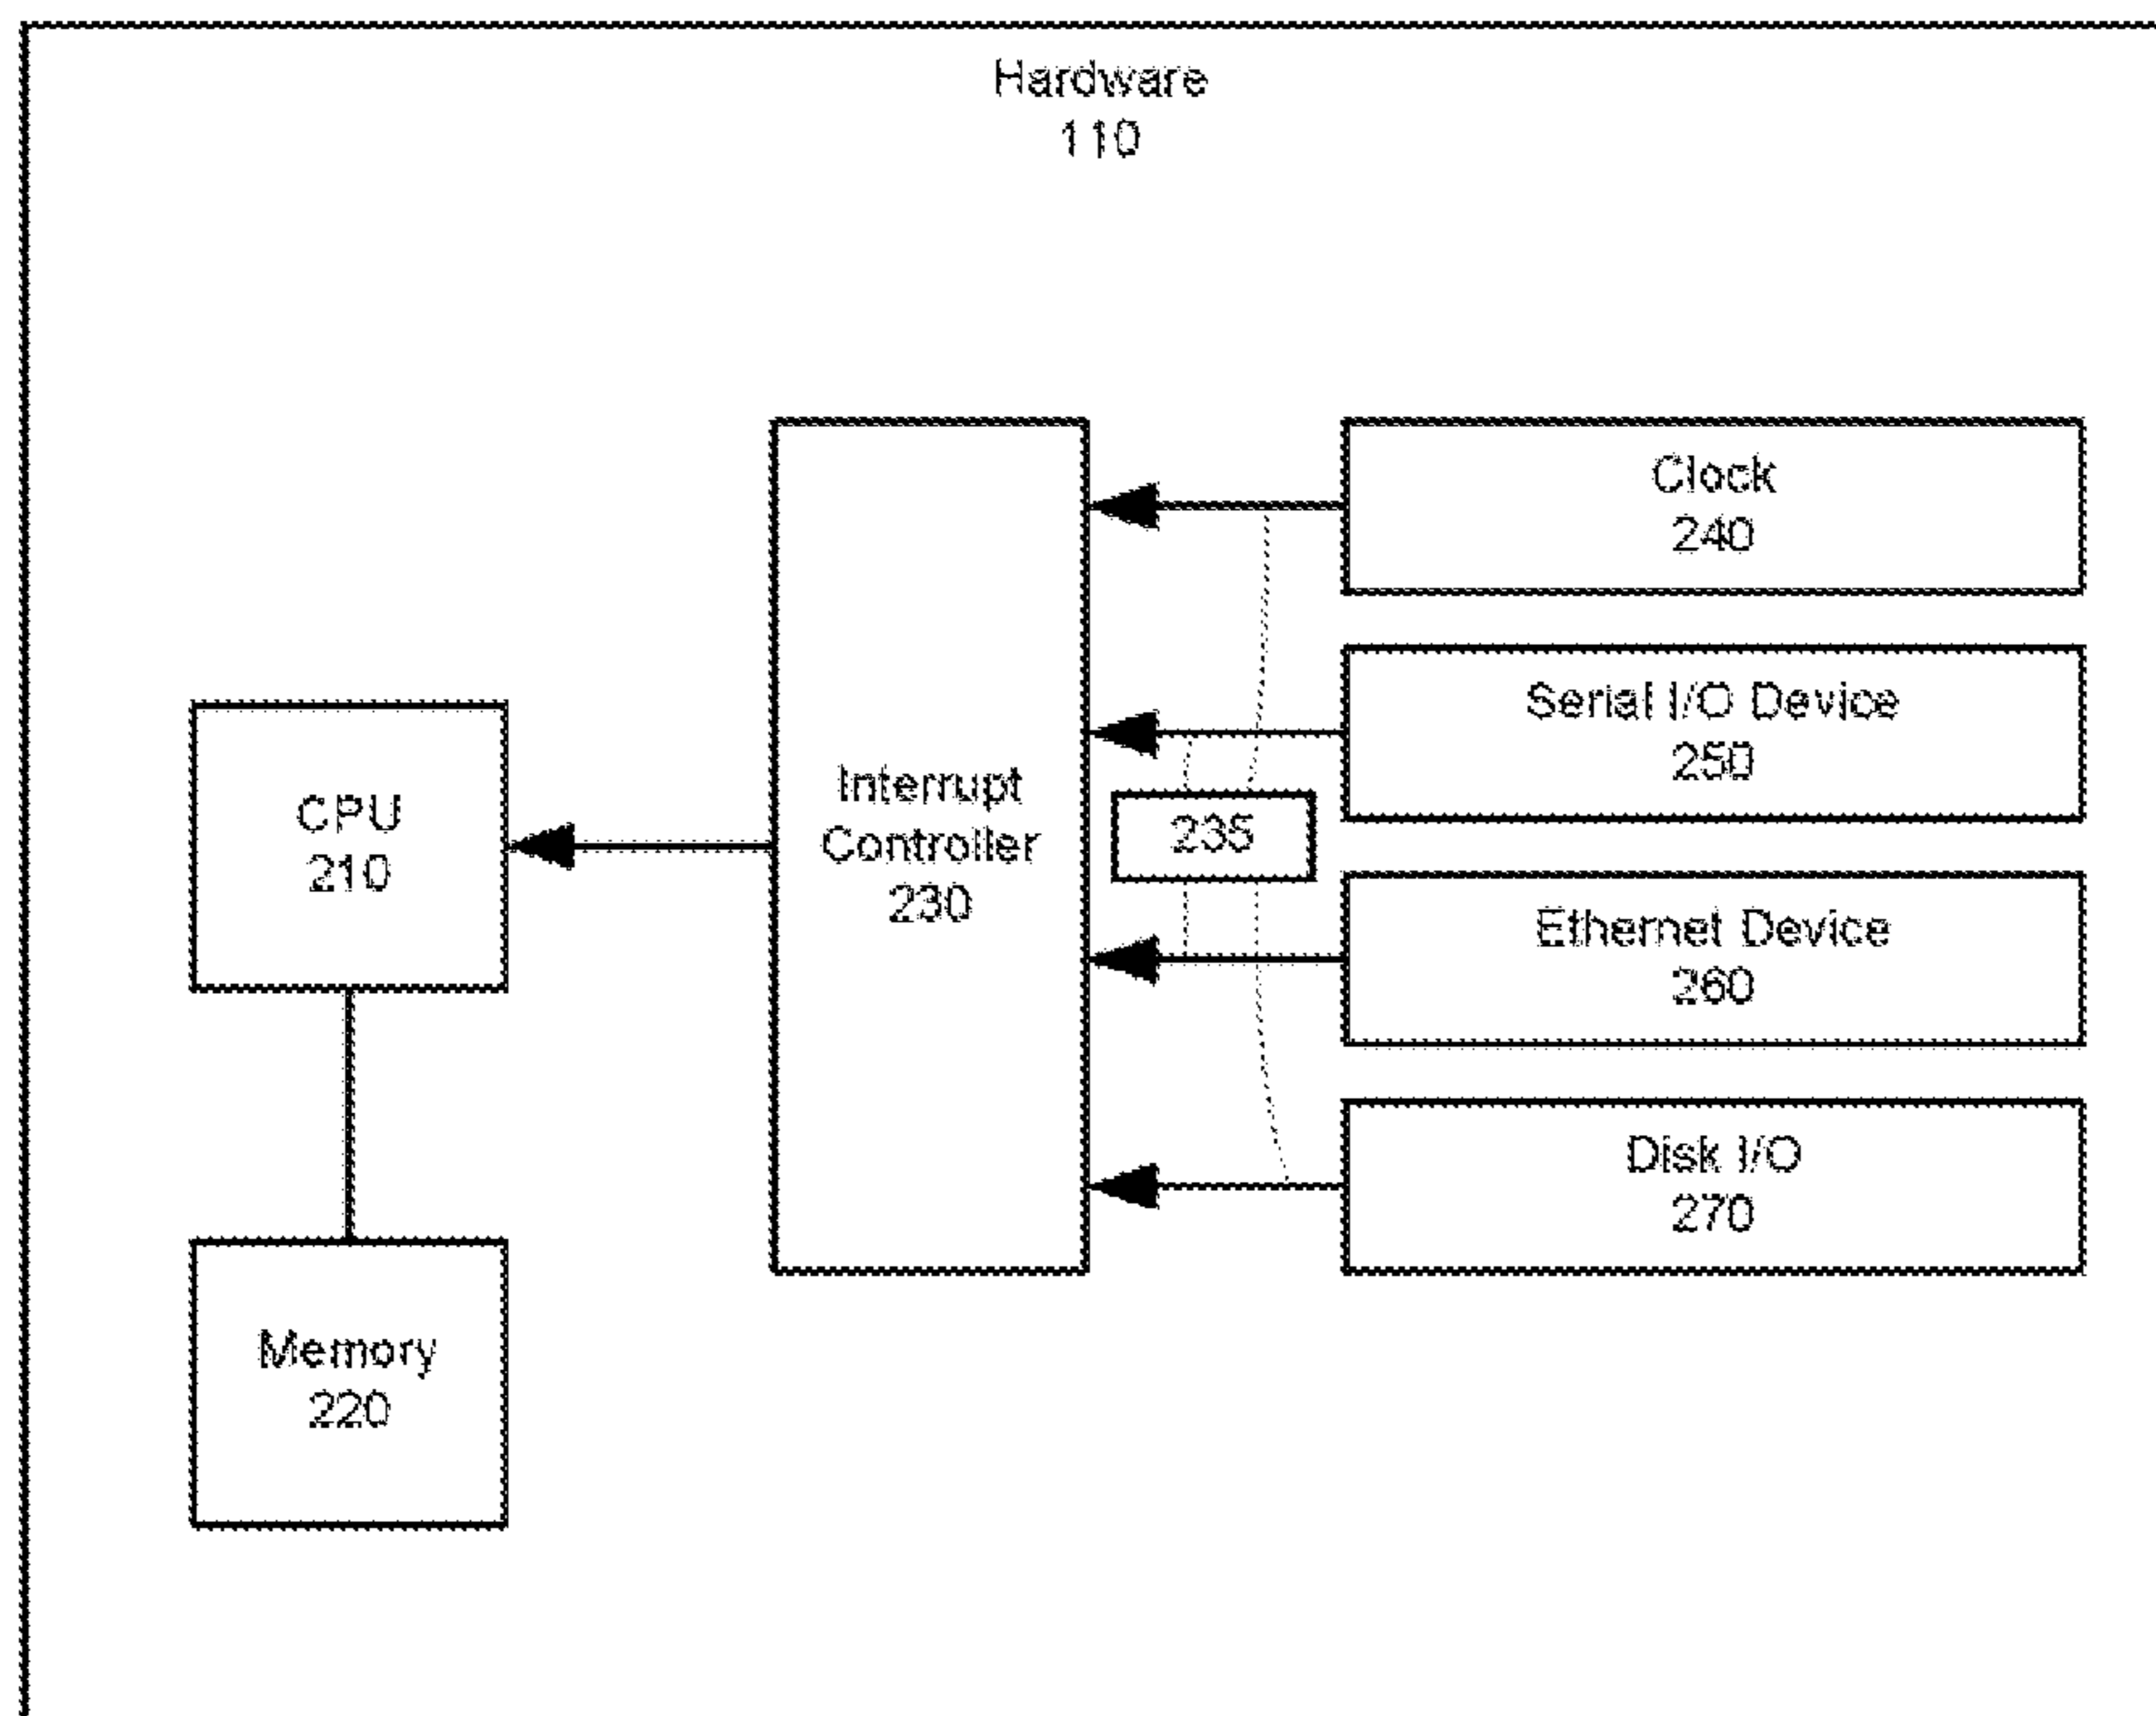 Hardware
110
Clock
240
Serial I/O Device
250
CPU
210
Interrupt
Controller
230
235
Ethernet Device
260
Disk I/O
270
Memory
220